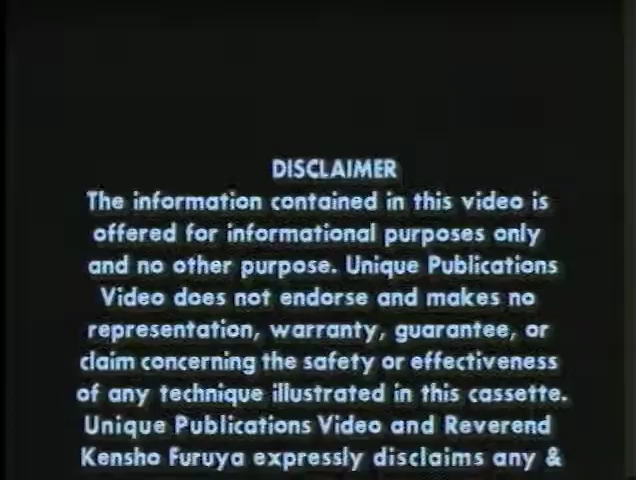 DISCLAIMER
The information contained in this video is
offered for informational purposes only
and no other purpose. Unique Publications
Video does not endorse and makes no
representation, warranty, guarantee, or
claim concerning the safety or effectiveness
of any technique illustrated in this cassette.
Unique Publications Video and Reverend
Kensho Furuya expressly disclaims any &